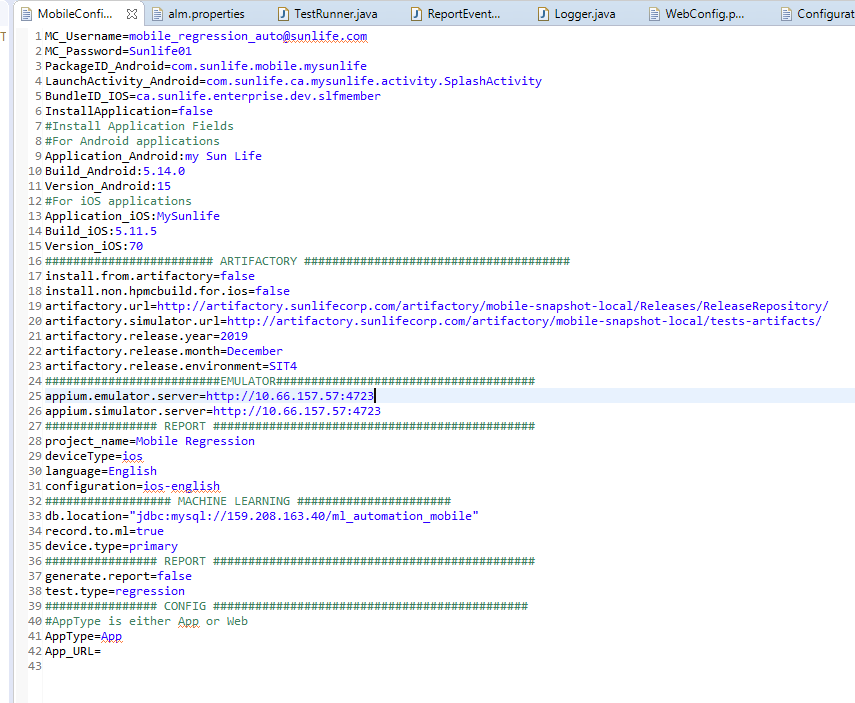 MobileConfi... alm.properties TestRunner.java ReportEvent... Logger.java WebConfig.p... Configurat
T
1 MC_Username=mobile_regression_auto@sunlife.com
2 MC_Password=Sunlife01
3 PackageID_Android=com.sunlife.mobile.mysunlife
4 LaunchActivity_Android=com.sunlife.ca.mysunlife.activity.SplashActivity
5 BundleID_IOS=ca.sunlife.enterprise.dev.slfmember
6 InstallApplication=false
7 #Install Application Fields
8 #For Android applications
9 Application_Android:my Sun Life
10 Build_Android:5.14.0
11 Version_Android:15
12 #For iOS applications
13 Application_iOS:MySunlife
14 Build_iOS:5.11.5
15 Version_iOS:70
16 ######################## ARTIFACTORY ######################################
17 install.from.artifactory=false
18 install.non.hpmcbuild.for.ios=false
19 artifactory.url=http://artifactory.sunlifecorp.com/artifactory/mobile-snapshot-local/Releases/ReleaseRepository/
20 artifactory.simulator.url=http://artifactory.sunlifecorp.com/artifactory/mobile-snapshot-local/tests-artifacts/
21 artifactory.release.year=2019
22 artifactory.release.month=December
23 artifactory.release.environment=SIT4
24 #########################EMULATOR#####################################
25 appium.emulator.server=http://10.66.157.57:4723
26 appium.simulator.server=http://10.66.157.57:4723
27 ################ REPORT ##############################################
28 project_name=Mobile Regression
29 deviceType=ios
30 language=English
31 configuration=ios-english
32 ################## MACHINE LEARNING ######################
33 db.location="jdbc:mysql://159.208.163.40/ml_automation_mobile"
34 record.to.ml=true
35 device.type=primary
36 ################ REPORT ##############################################
37 generate.report=false
38 test.type=regression
39 ################ CONFIG #############################################
40 #AppType is either App or Web
41 AppType=App
42 App_URL=
43